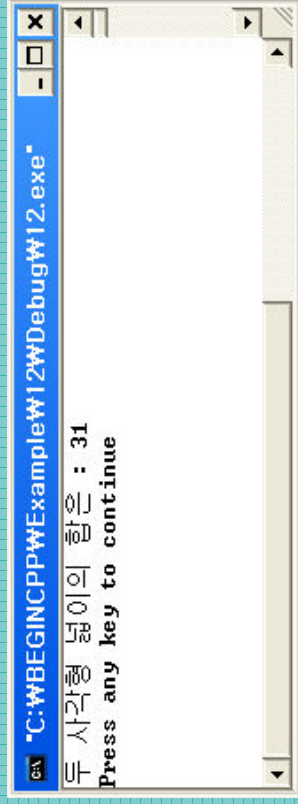 "C:₩BEGINCPP₩Example₩12₩Debug₩12.exe"
두 사각형 넓이의 합은 : 31
Press any key to continue